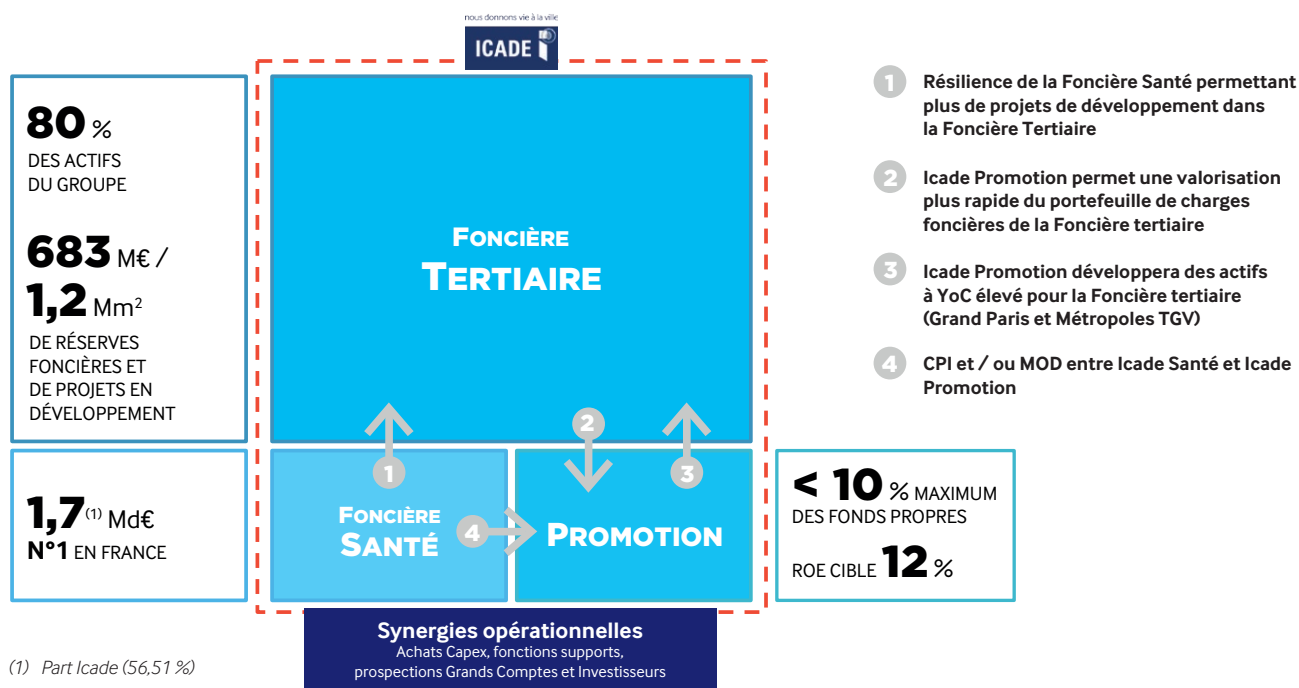 nous donnons vie à la ville
ICADE
80 %
DES ACTIFS
DU GROUPE
683 M€ /
1,2 Mm²
DE RÉSERVES
FONCIÈRES ET
DE PROJETS EN
DÉVELOPPEMENT
FONCIÈRE
TERTIAIRE
1
Résilience de la Foncière Santé permettant
plus de projets de développement dans
la Foncière Tertiaire
2
Icade Promotion permet une valorisation
plus rapide du portefeuille de charges
foncières de la Foncière tertiaire
3
Icade Promotion développera des actifs
à YoC élevé pour la Foncière tertiaire
(Grand Paris et Métropoles TGV)
4
CPI et / ou MOD entre Icade Santé et Icade
Promotion
2
1
3
1,7(1) Md€
N°1 EN FRANCE
FONCIÈRE
SANTÉ
4
PROMOTION
< 10 % MAXIMUM
DES FONDS PROPRES
ROE CIBLE 12 %
Synergies opérationnelles
Achats Capex, fonctions supports,
prospections Grands Comptes et Investisseurs
(1) Part Icade (56,51 %)